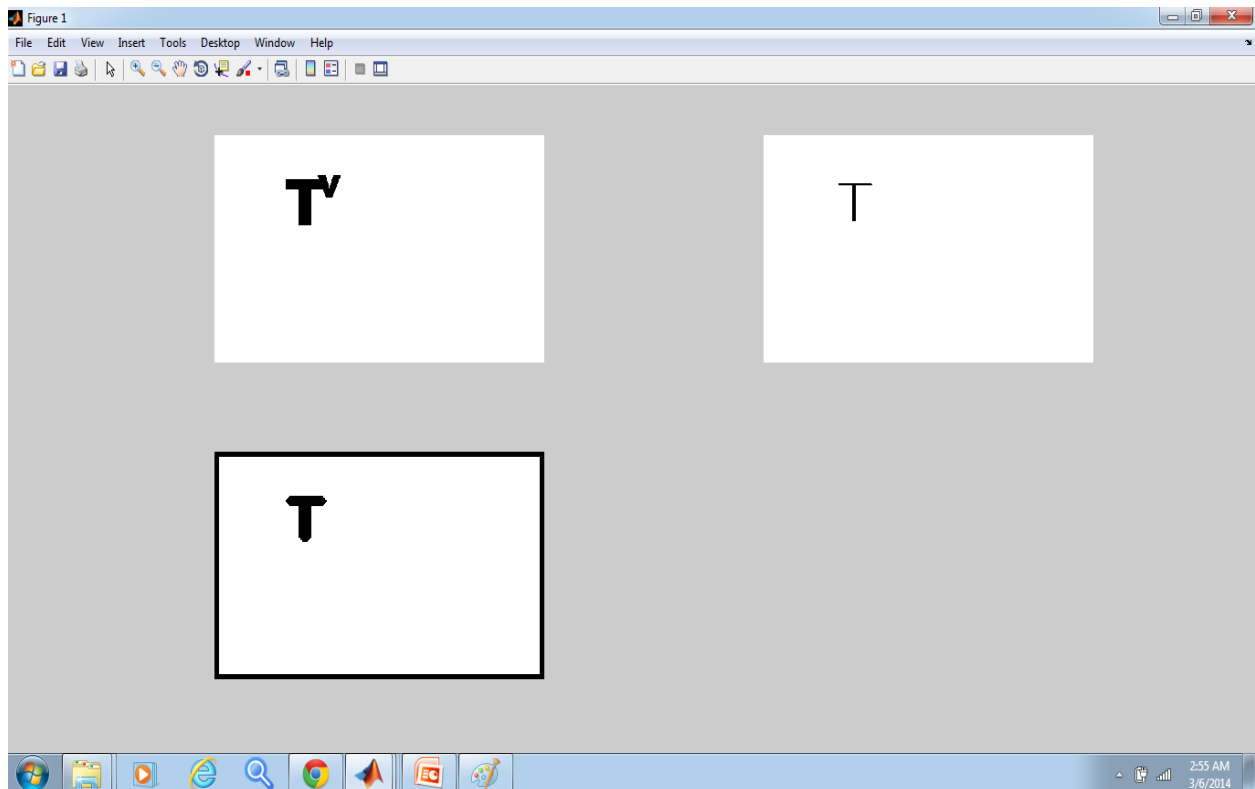 Figure 1
File Edit View Insert Tools Desktop Window Help
TV
T
T
2:55 AM
3/6/2014